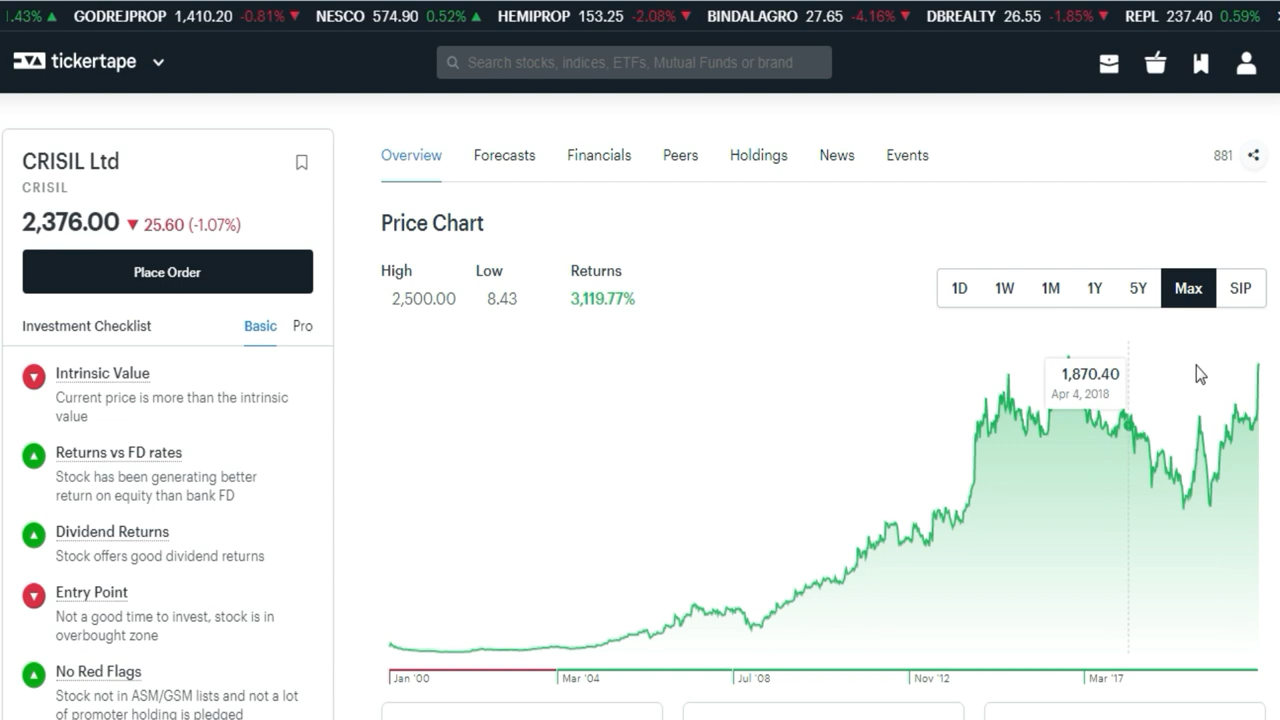 1.43% ▲ GODREJPROP 1,410.20 -0.81% ▼ NESCO 574.90 0.52% ▲ HEMIPROP 153.25 -2.08% ▼ BINDALAGRO 27.65 -4.16% ▼ DBREALTY 26.55 -1.85% ▼ REPL 237.40 0.59%
tickertape
Search stocks, indices, ETFs, Mutual Funds or brand
CRISIL Ltd
CRISIL
2,376.00 ▼ 25.60 (-1.07%)
Place Order
Investment Checklist Basic Pro
Intrinsic Value
Current price is more than the intrinsic
value
Returns vs FD rates
Stock has been generating better
return on equity than bank FD
Dividend Returns
Stock offers good dividend returns
Entry Point
Not a good time to invest, stock is in
overbought zone
No Red Flags
Stock not in ASM/GSM lists and not a lot
of promoter holding is pledged
Overview Forecasts Financials Peers Holdings News Events 881
Price Chart
High Low Returns
2,500.00 8.43 3,119.77%
1D 1W 1M 1Y 5Y Max SIP
1,870.40
Apr 4, 2018
Jan '00 Mar '04 Jul '08 Nov '12 Mar '17